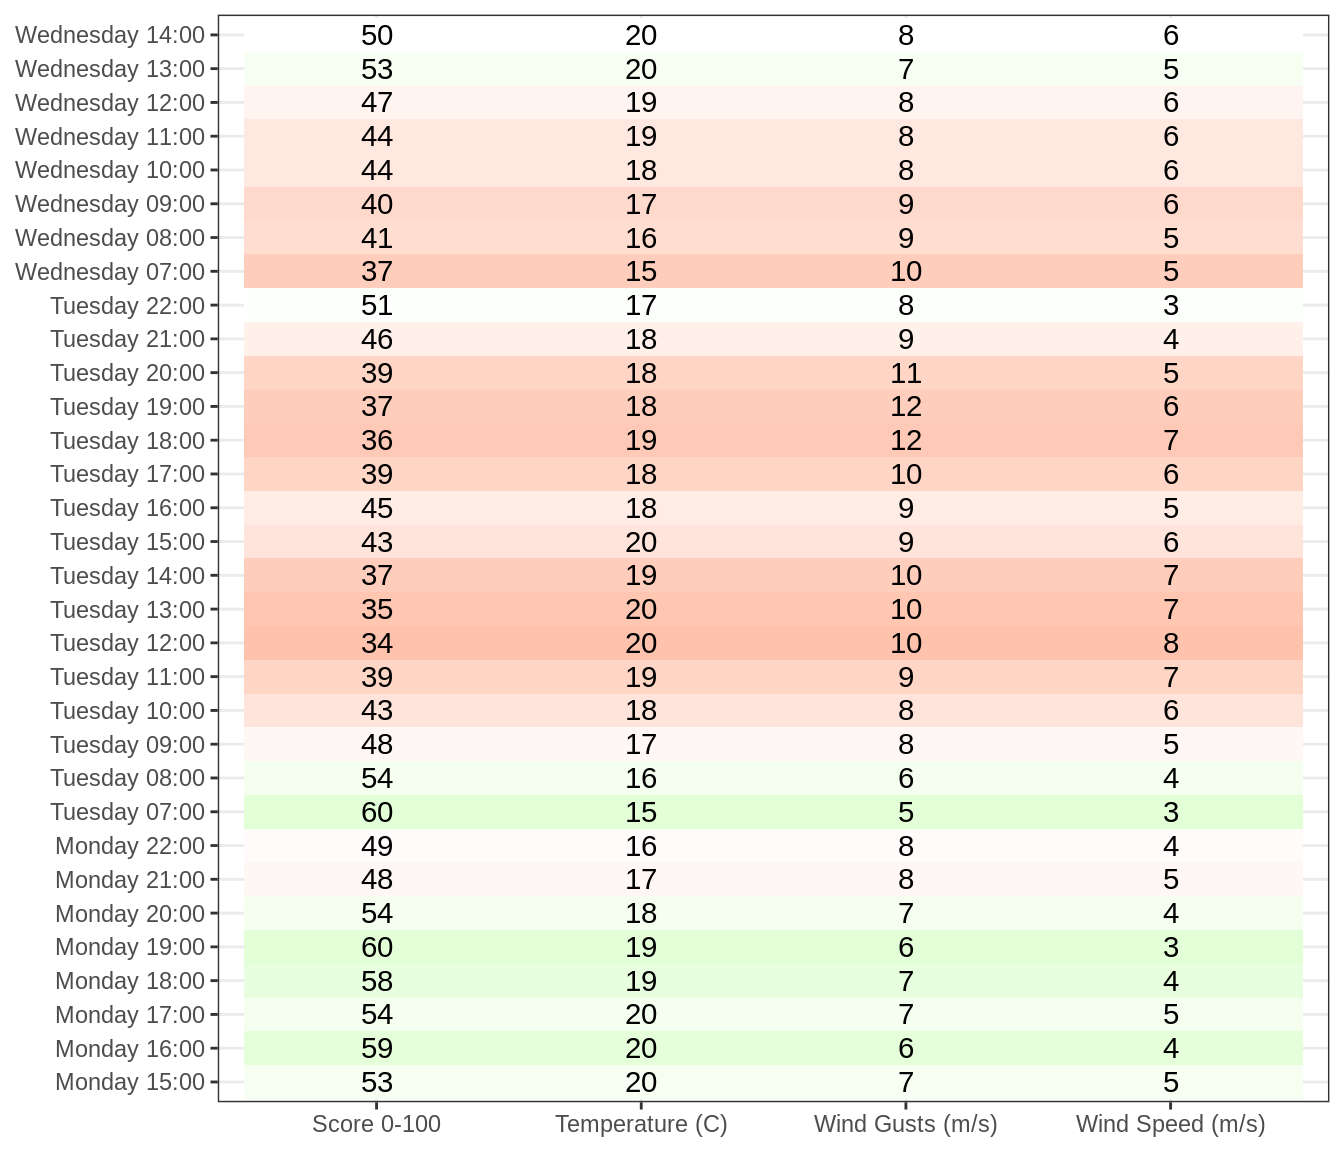 Wednesday 14:00 50 20 8 6
Wednesday 13:00 53 20 7 5
Wednesday 12:00 47 19 8 6
Wednesday 11:00 44 19 8 6
Wednesday 10:00 44 18 8 6
Wednesday 09:00 40 17 9 6
Wednesday 08:00 41 16 9 5
Wednesday 07:00 37 15 10 5
Tuesday 22:00 51 17 8 3
Tuesday 21:00 46 18 9 4
Tuesday 20:00 39 18 11 5
Tuesday 19:00 37 18 12 6
Tuesday 18:00 36 19 12 7
Tuesday 17:00 39 18 10 6
Tuesday 16:00 45 18 9 5
Tuesday 15:00 43 20 9 6
Tuesday 14:00 37 19 10 7
Tuesday 13:00 35 20 10 7
Tuesday 12:00 34 20 10 8
Tuesday 11:00 39 19 9 7
Tuesday 10:00 43 18 8 6
Tuesday 09:00 48 17 8 5
Tuesday 08:00 54 16 6 4
Tuesday 07:00 60 15 5 3
Monday 22:00 49 16 8 4
Monday 21:00 48 17 8 5
Monday 20:00 54 18 7 4
Monday 19:00 60 19 6 3
Monday 18:00 58 19 7 4
Monday 17:00 54 20 7 5
Monday 16:00 59 20 6 4
Monday 15:00 53 20 7 5
Score 0-100 Temperature (C) Wind Gusts (m/s) Wind Speed (m/s)